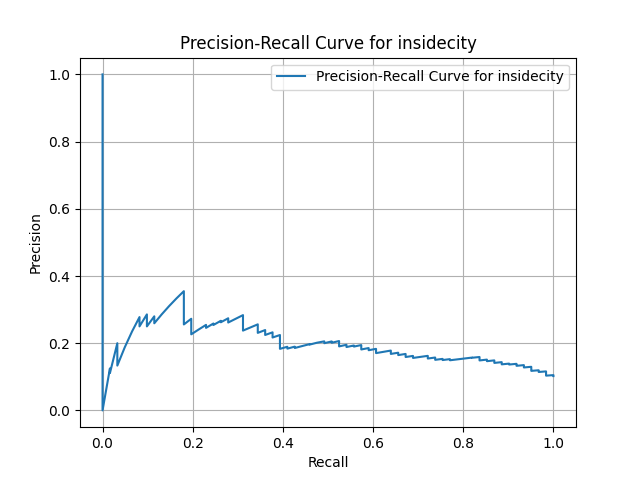 Precision-Recall Curve for insidecity
Precision-Recall Curve for insidecity
1.0
0.8
0.6
0.4
0.2
0.0
Precision
0.0 0.2 0.4 0.6 0.8 1.0
Recall